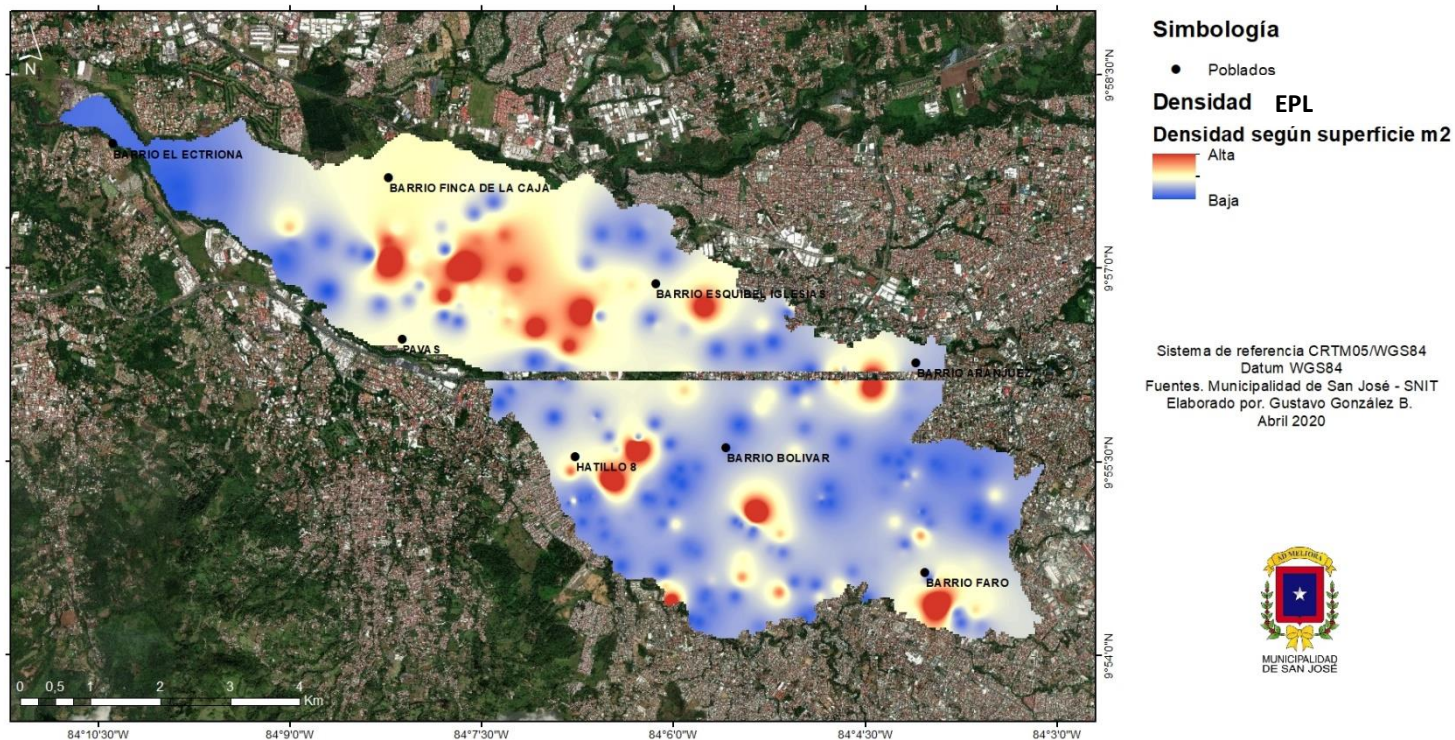 N
BARRIO EL ECTRIONA
BARRIO FINCA DE LA CAJA
BARRIO ESQUIBEL IGLESIAS
PAVAS
BARRIO ARANJUEZ
HATILLO 8
BARRIO BOLIVAR
BARRIO FARO
0 0,5 1 2 3 4
Km
84°10'30"W 84°9'0"W 84°7'30"W 84°6'0"W 84°4'30"W 84°3'0"W
9°58'30"N
9°57'0"N
9°55'30"N
9°54'0"N
Simbología
Poblados
Densidad EPL
Densidad según superficie m2
Alta
Baja
Sistema de referencia CRTM05/WGS84
Datum WGS84
Fuentes. Municipalidad de San José - SNIT
Elaborado por. Gustavo González B.
Abril 2020
AD MELIORA
MUNICIPALIDAD
DE SAN JOSÉ